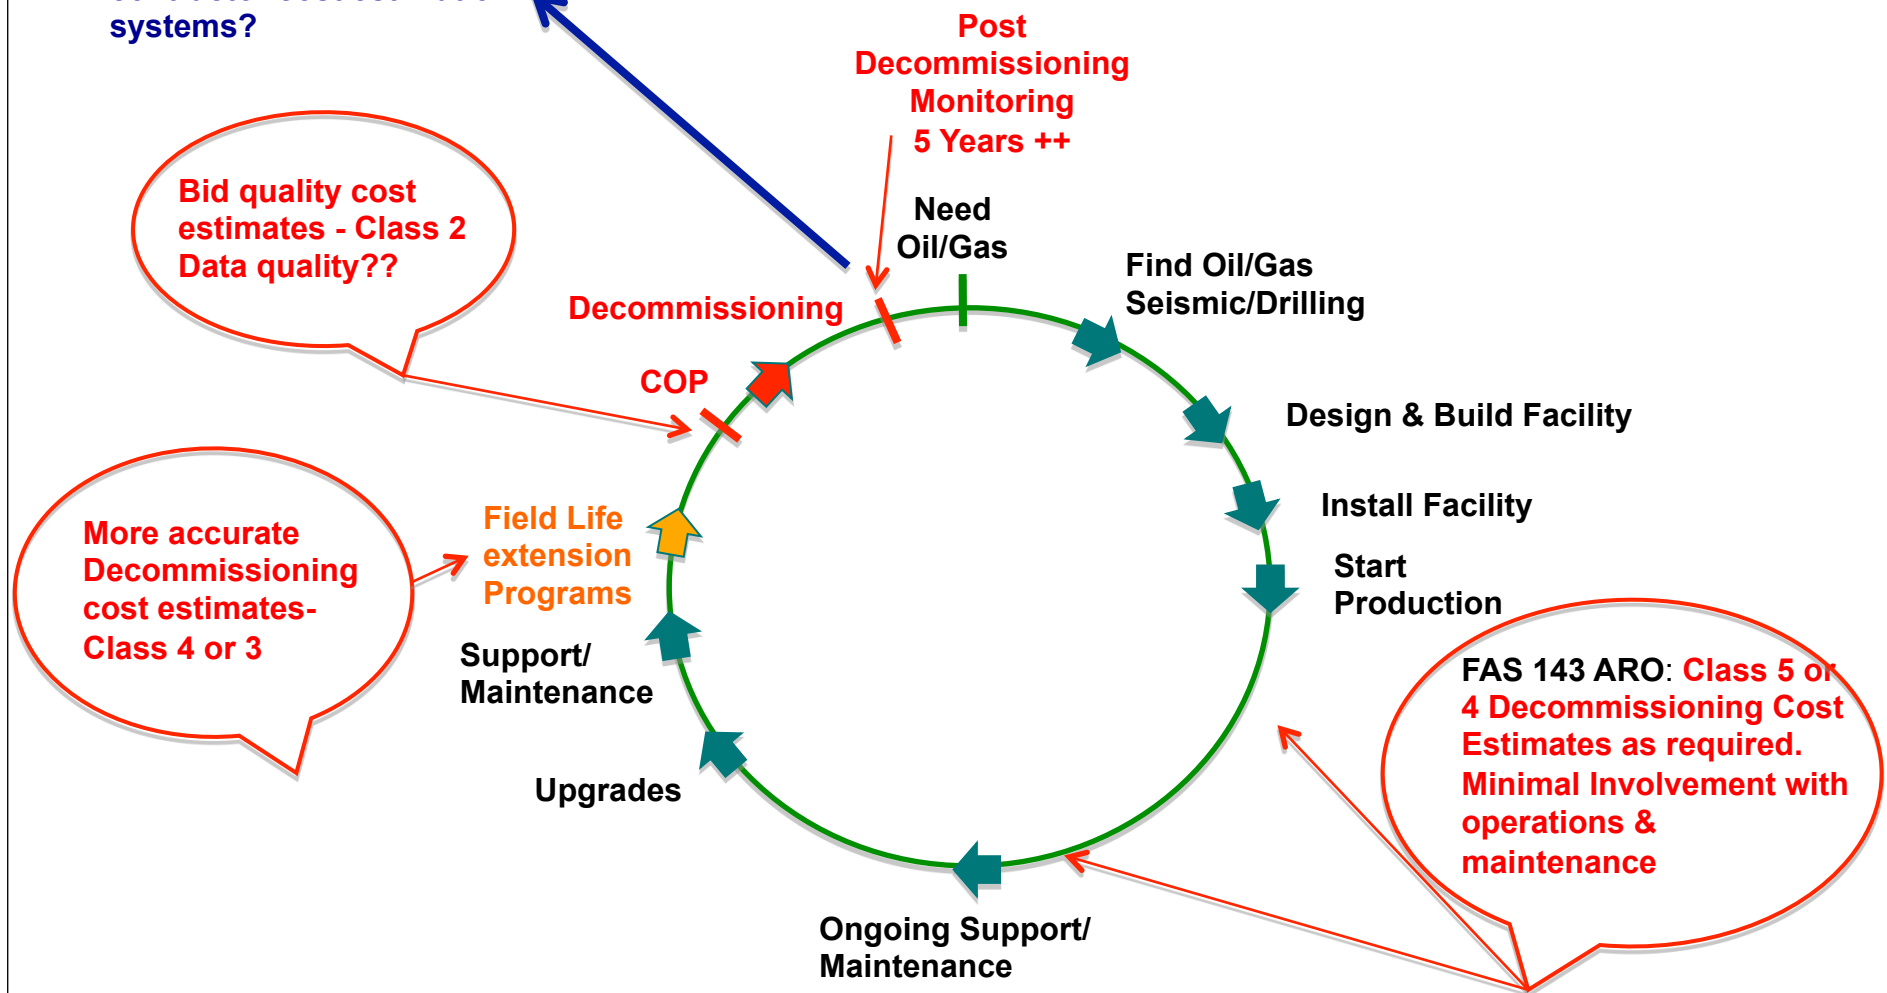 systems?
Post
Decommissioning
Monitoring
5 Years ++
Bid quality cost
estimates - Class 2
Data quality??
Need
Oil/Gas
Find Oil/Gas
Seismic/Drilling
Decommissioning
COP
Design & Build Facility
Install Facility
Start
Production
Field Life
extension
Programs
More accurate
Decommissioning
cost estimates-
Class 4 or 3
Support/
Maintenance
FAS 143 ARO: Class 5 or
4 Decommissioning Cost
Estimates as required.
Minimal Involvement with
operations &
maintenance
Upgrades
Ongoing Support/
Maintenance